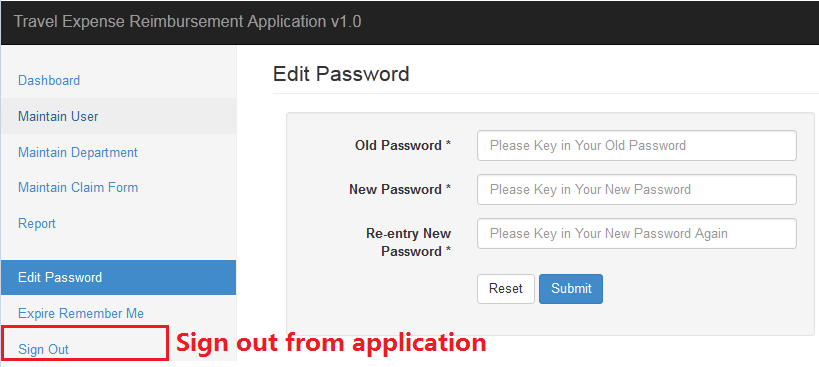 Travel Expense Reimbursement Application v1.0
Dashboard
Maintain User
Maintain Department
Maintain Claim Form
Report
Edit Password
Expire Remember Me
Sign Out
Sign out from application
Edit Password
Old Password *
Please Key in Your Old Password
New Password *
Please Key in Your New Password
Re-entry New
Password *
Please Key in Your New Password Again
Reset
Submit